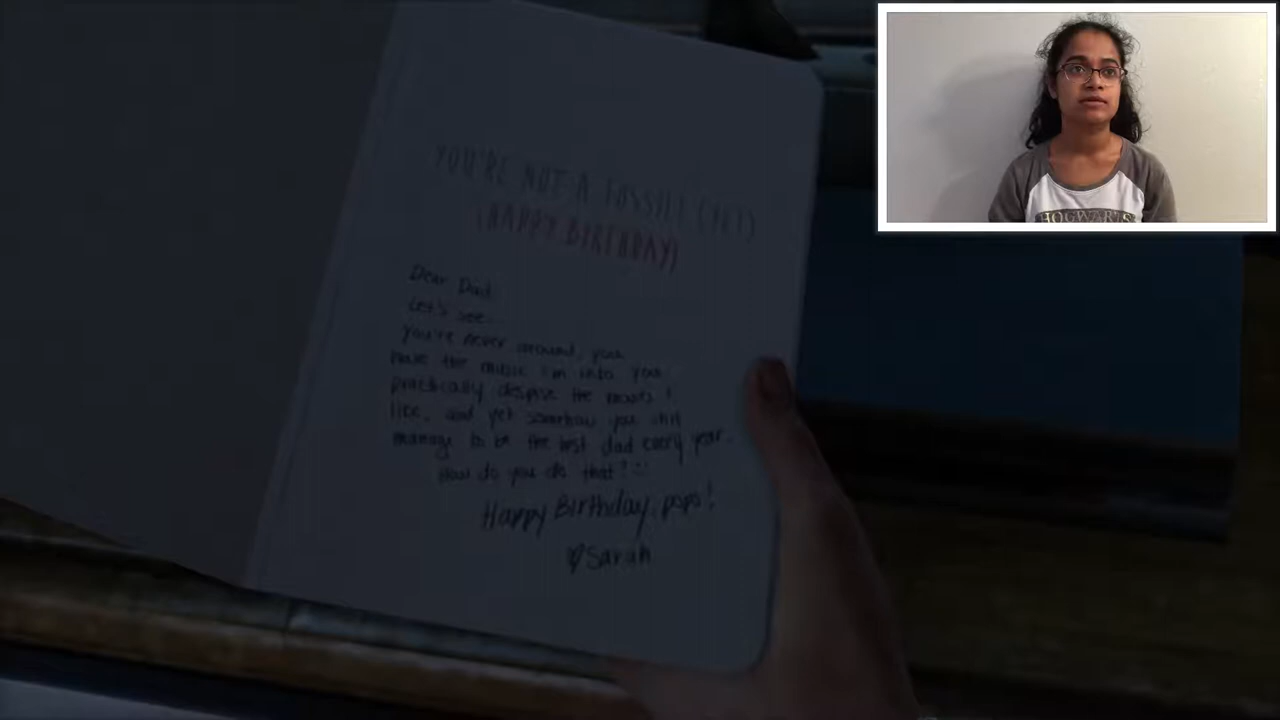 YOU'RE NOT A FOSSIL! (YET)
(HAPPY BIRTHDAY)
Dear Dad,
Let's see...
You're never around, you
hate the music i'm into, you
practically despise the movies i
like, and yet somehow you still
manage to be the best dad every year.
How do you do that? :)
Happy Birthday, pops!
♡Sarah
HOGWARTS